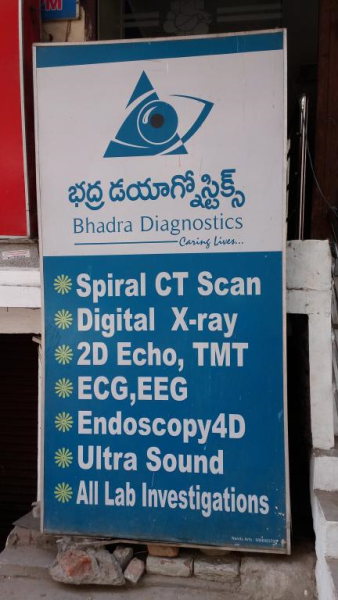 భద్ర డయాగ్నోస్టిక్స్
Bhadra Diagnostics
Caring Lives...
Spiral CT Scan
Digital X-ray
2D Echo, TMT
ECG,EEG
Endoscopy4D
Ultra Sound
All Lab Investigations